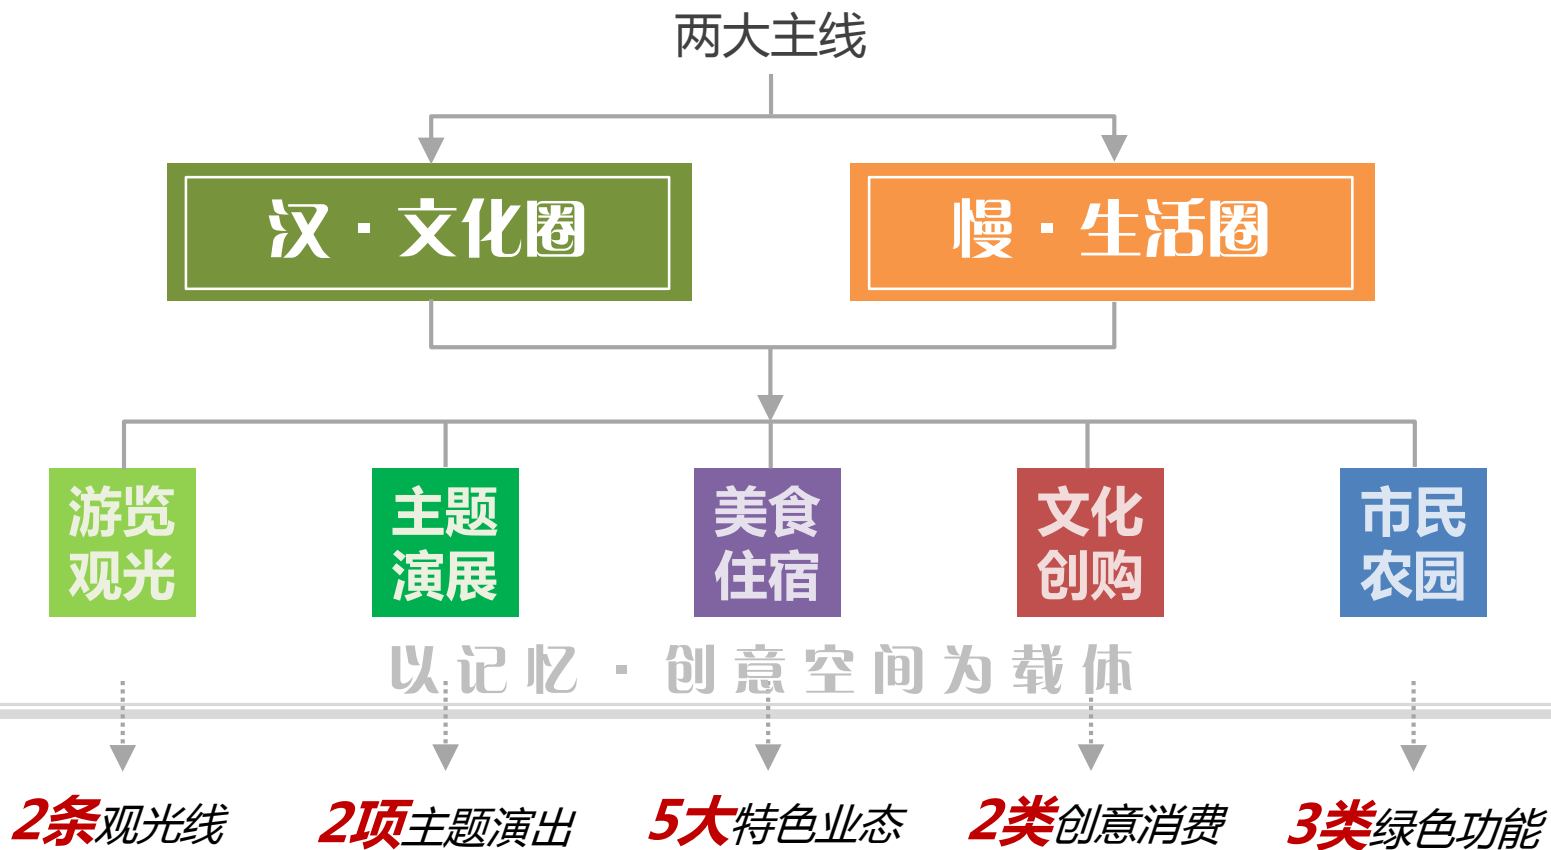 两大主线
汉·文化圈
慢·生活圈
游览
观光
主题
演展
美食
住宿
文化
创购
市民
农园
以记忆·创意空间为载体
2条观光线
2项主题演出
5大特色业态
2类创意消费
3类绿色功能